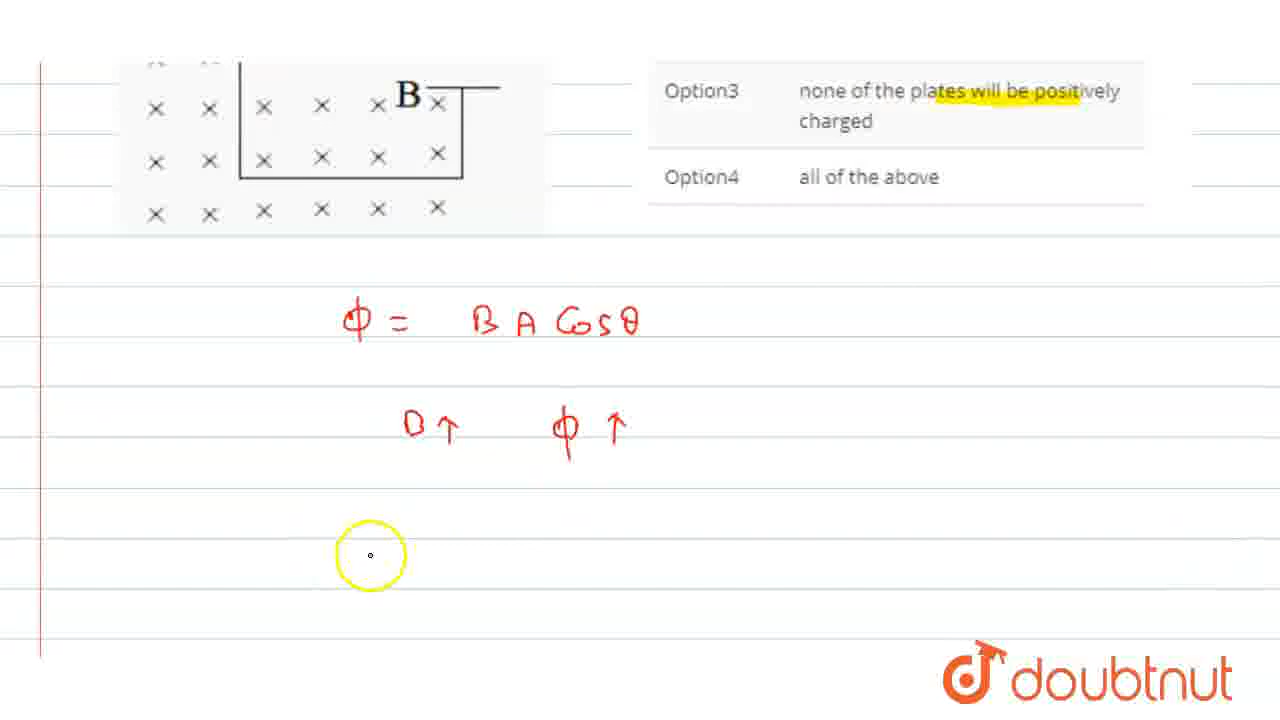 B
Option3 none of the plates will be positively
charged
Option4 all of the above
ϕ = B A Cosθ
B↑ ϕ ↑
doubtnut